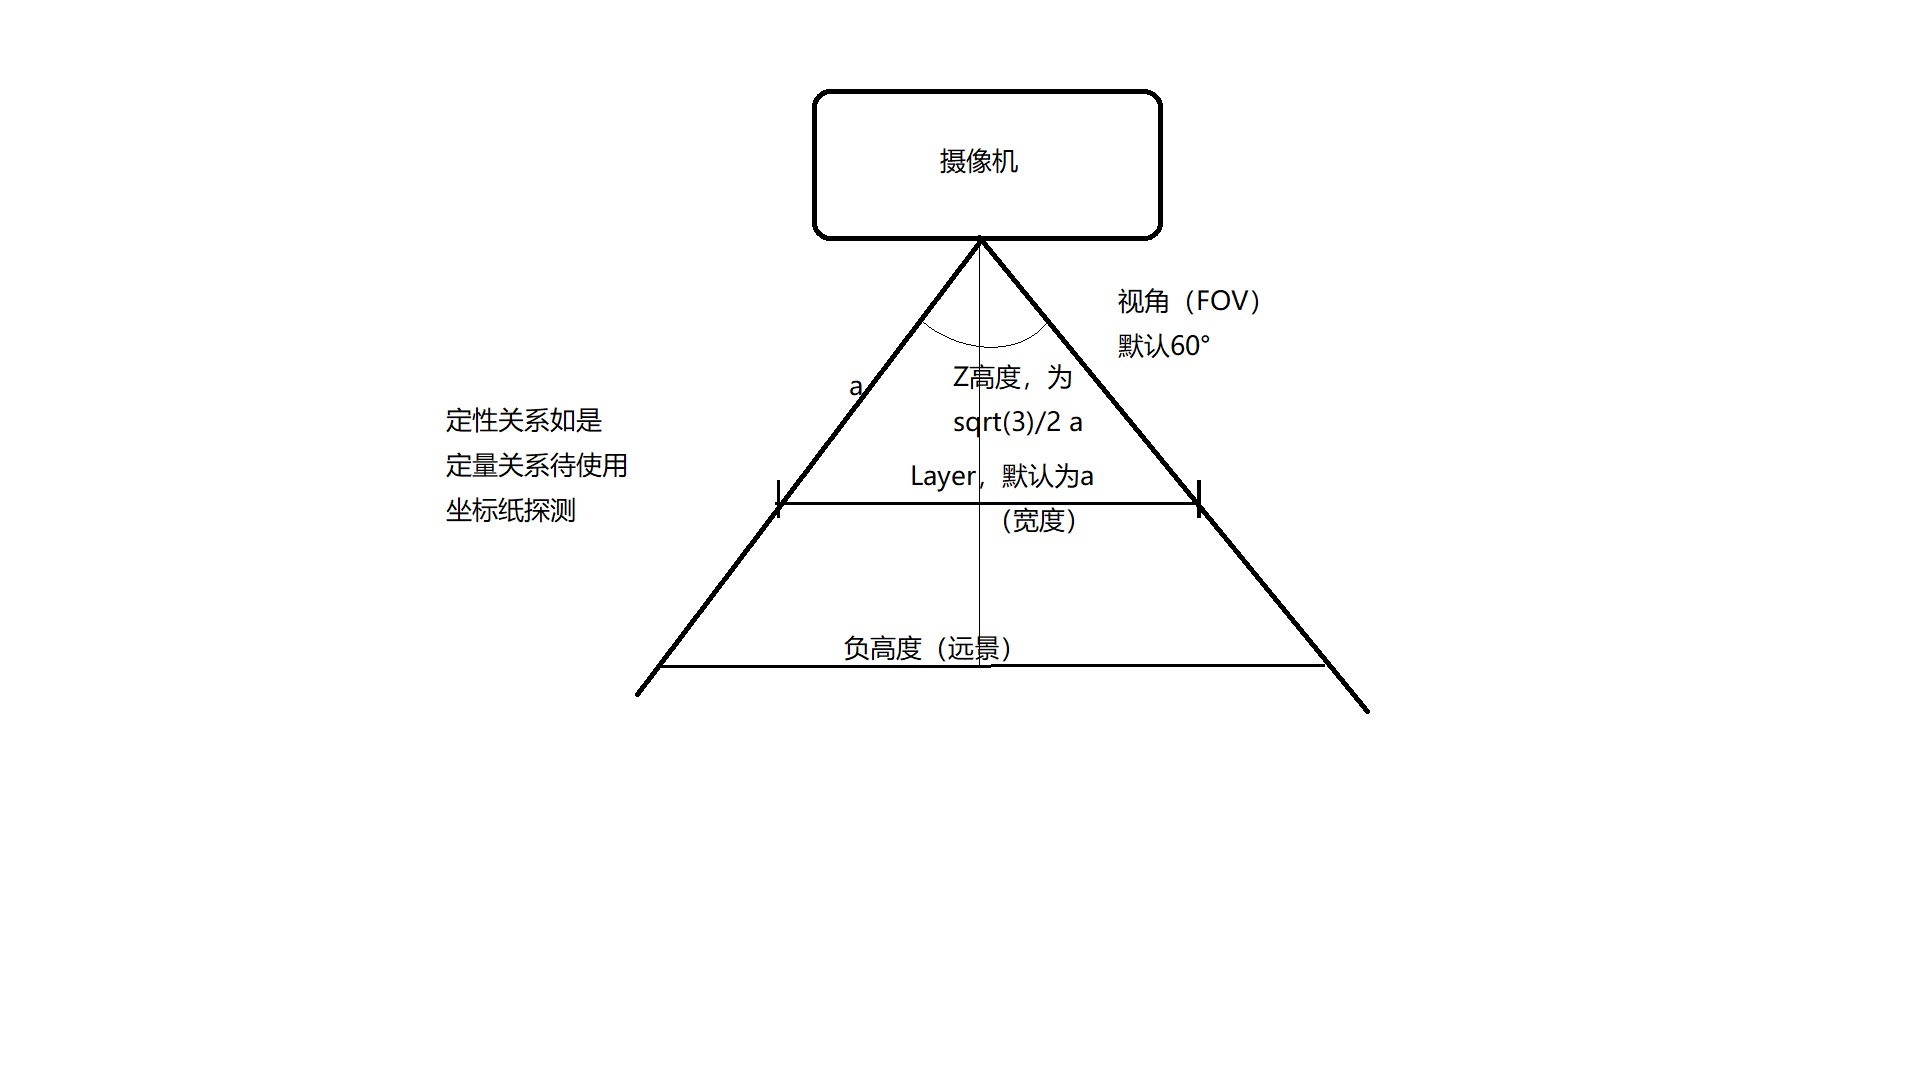 摄像机
视角（FOV）
默认60°
a
Z高度，为
sqrt(3)/2 a
定性关系如是
定量关系待使用
坐标纸探测
Layer，默认为a
（宽度）
负高度（远景）